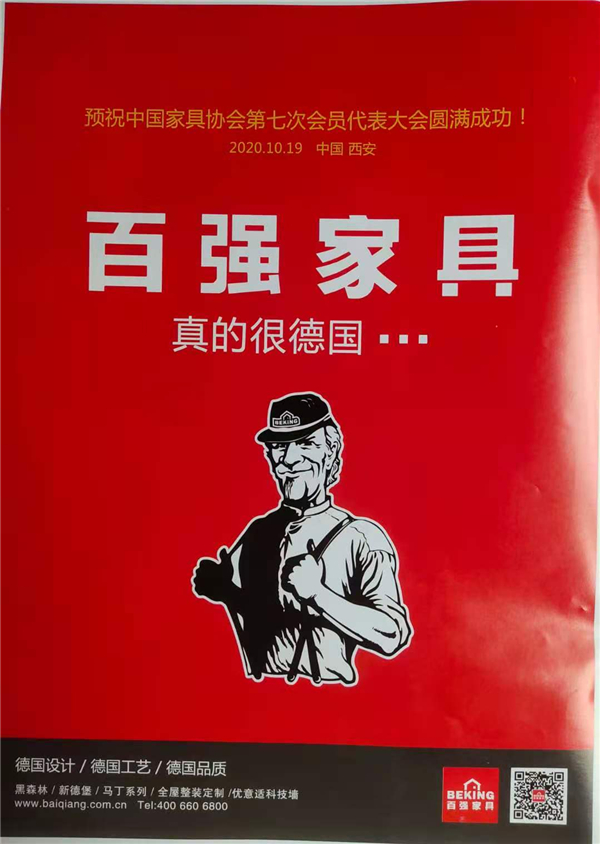 预祝中国家具协会第七次会员代表大会圆满成功！
2020.10.19 中国 西安
百强家具
真的很德国▪▪▪
BEKING
德国设计 / 德国工艺 / 德国品质
黑森林 / 新德堡 / 马丁系列 / 全屋整装定制 /优意适科技墙
www.baiqiang.com.cn Tel:400 660 6800
BEKING
百强家具